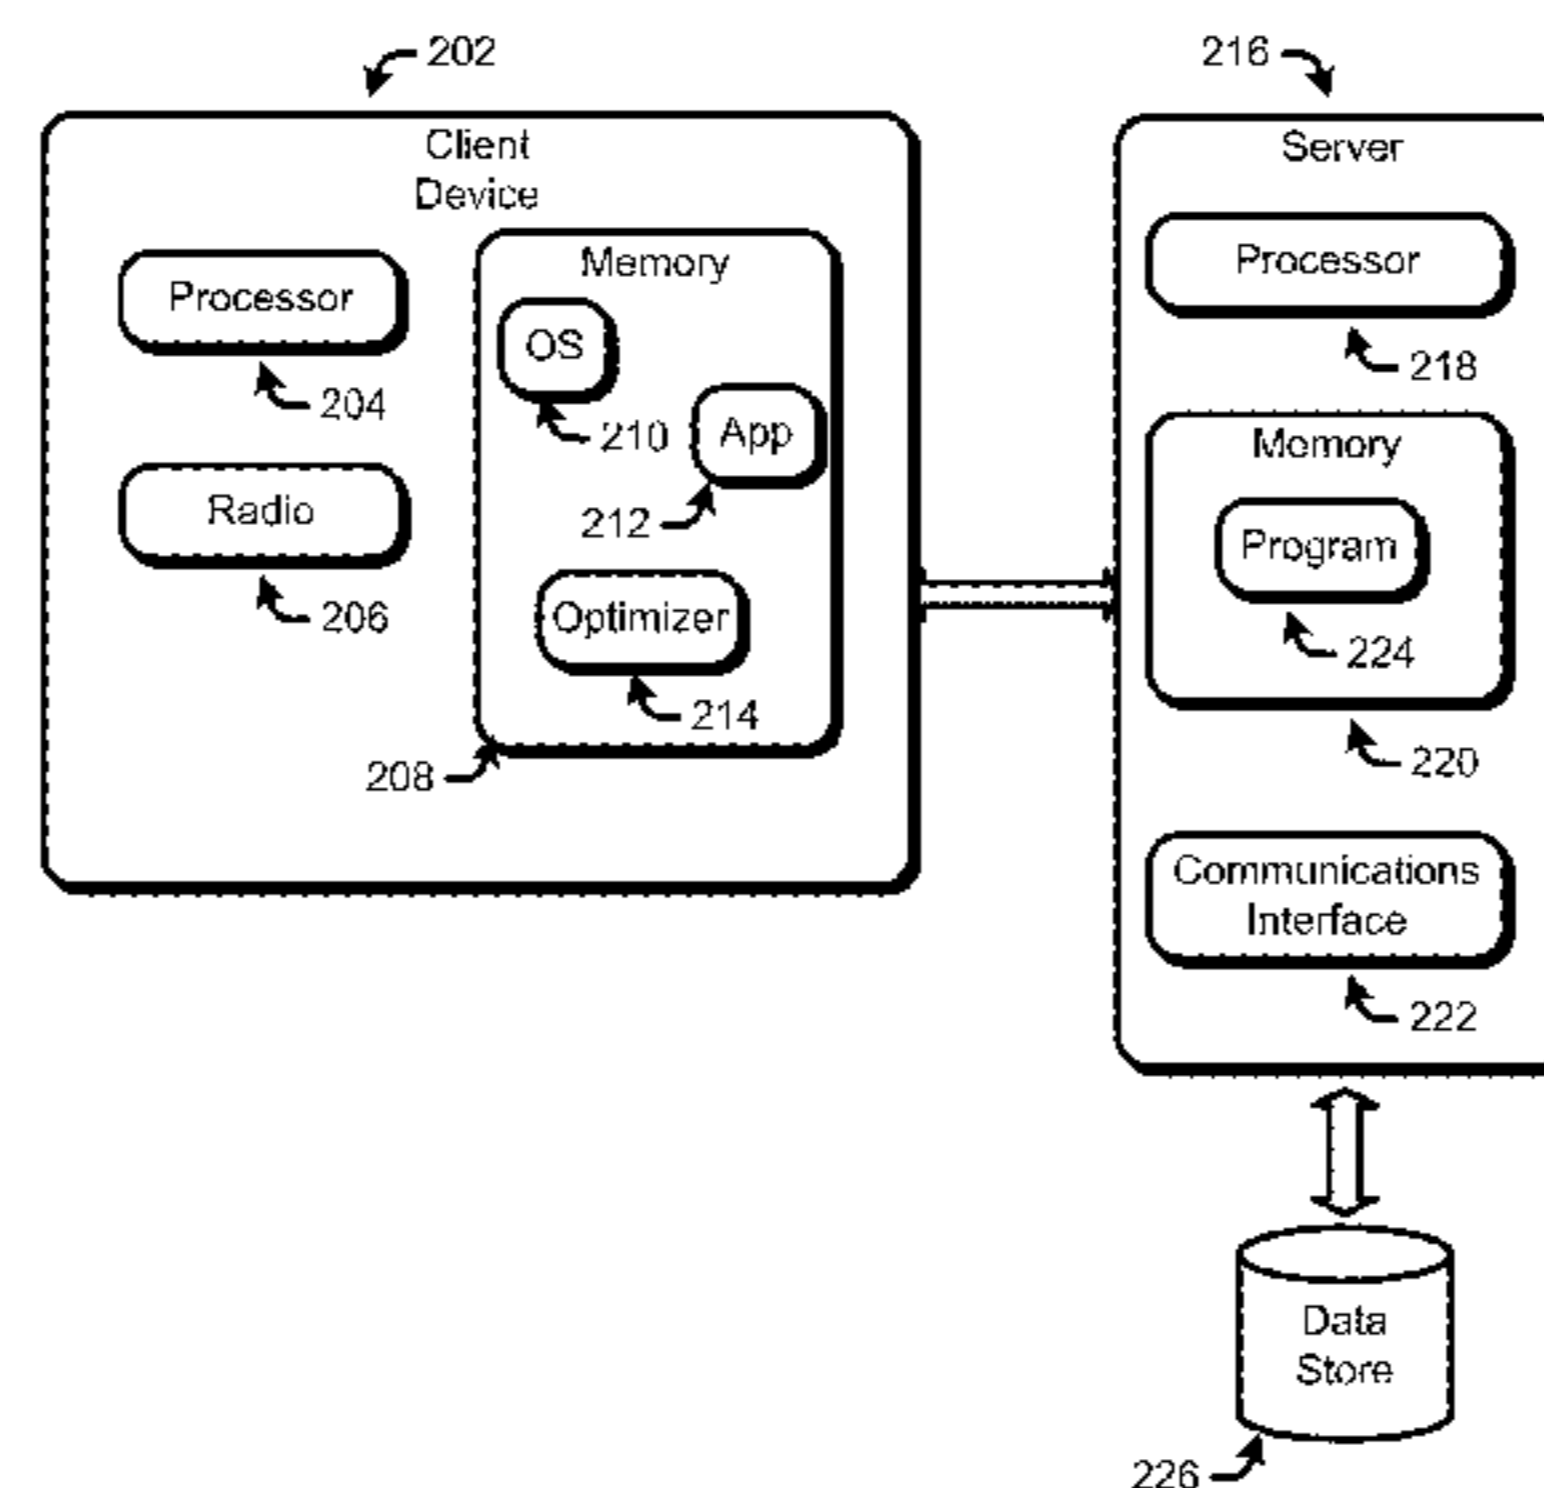 202
Client
Device
Processor
204
Radio
206
Memory
OS
210
App
212
Optimizer
214
208
216
Server
Processor
218
Memory
Program
224
220
Communications
Interface
222
Data
Store
226